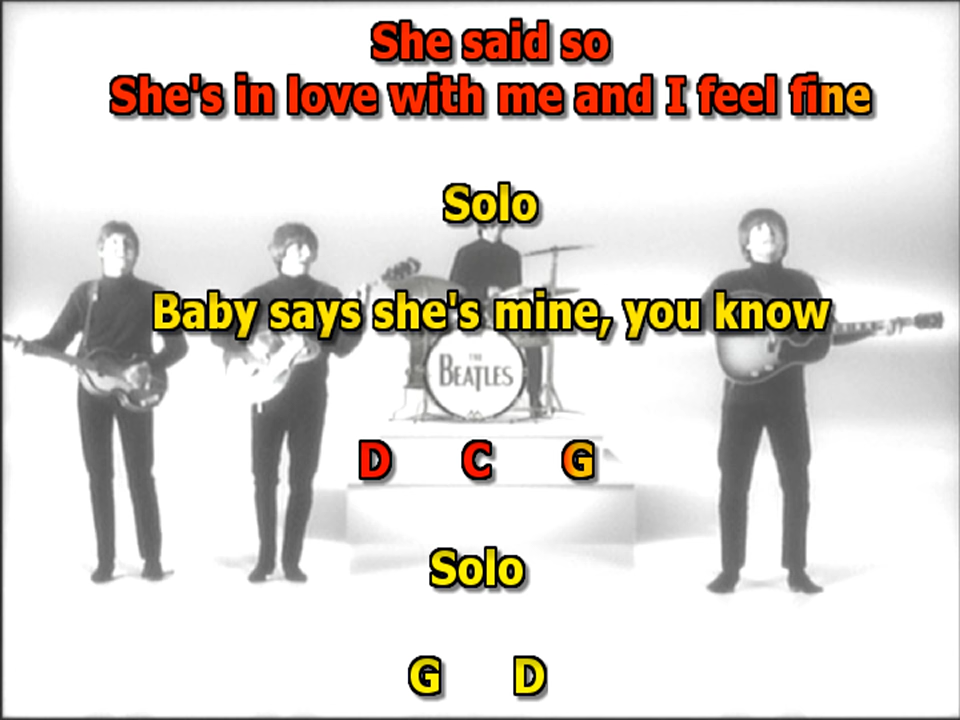 She said so
She's in love with me and I feel fine
Solo
Baby says she's mine, you know
THE
BEATLES
D C G
Solo
G D